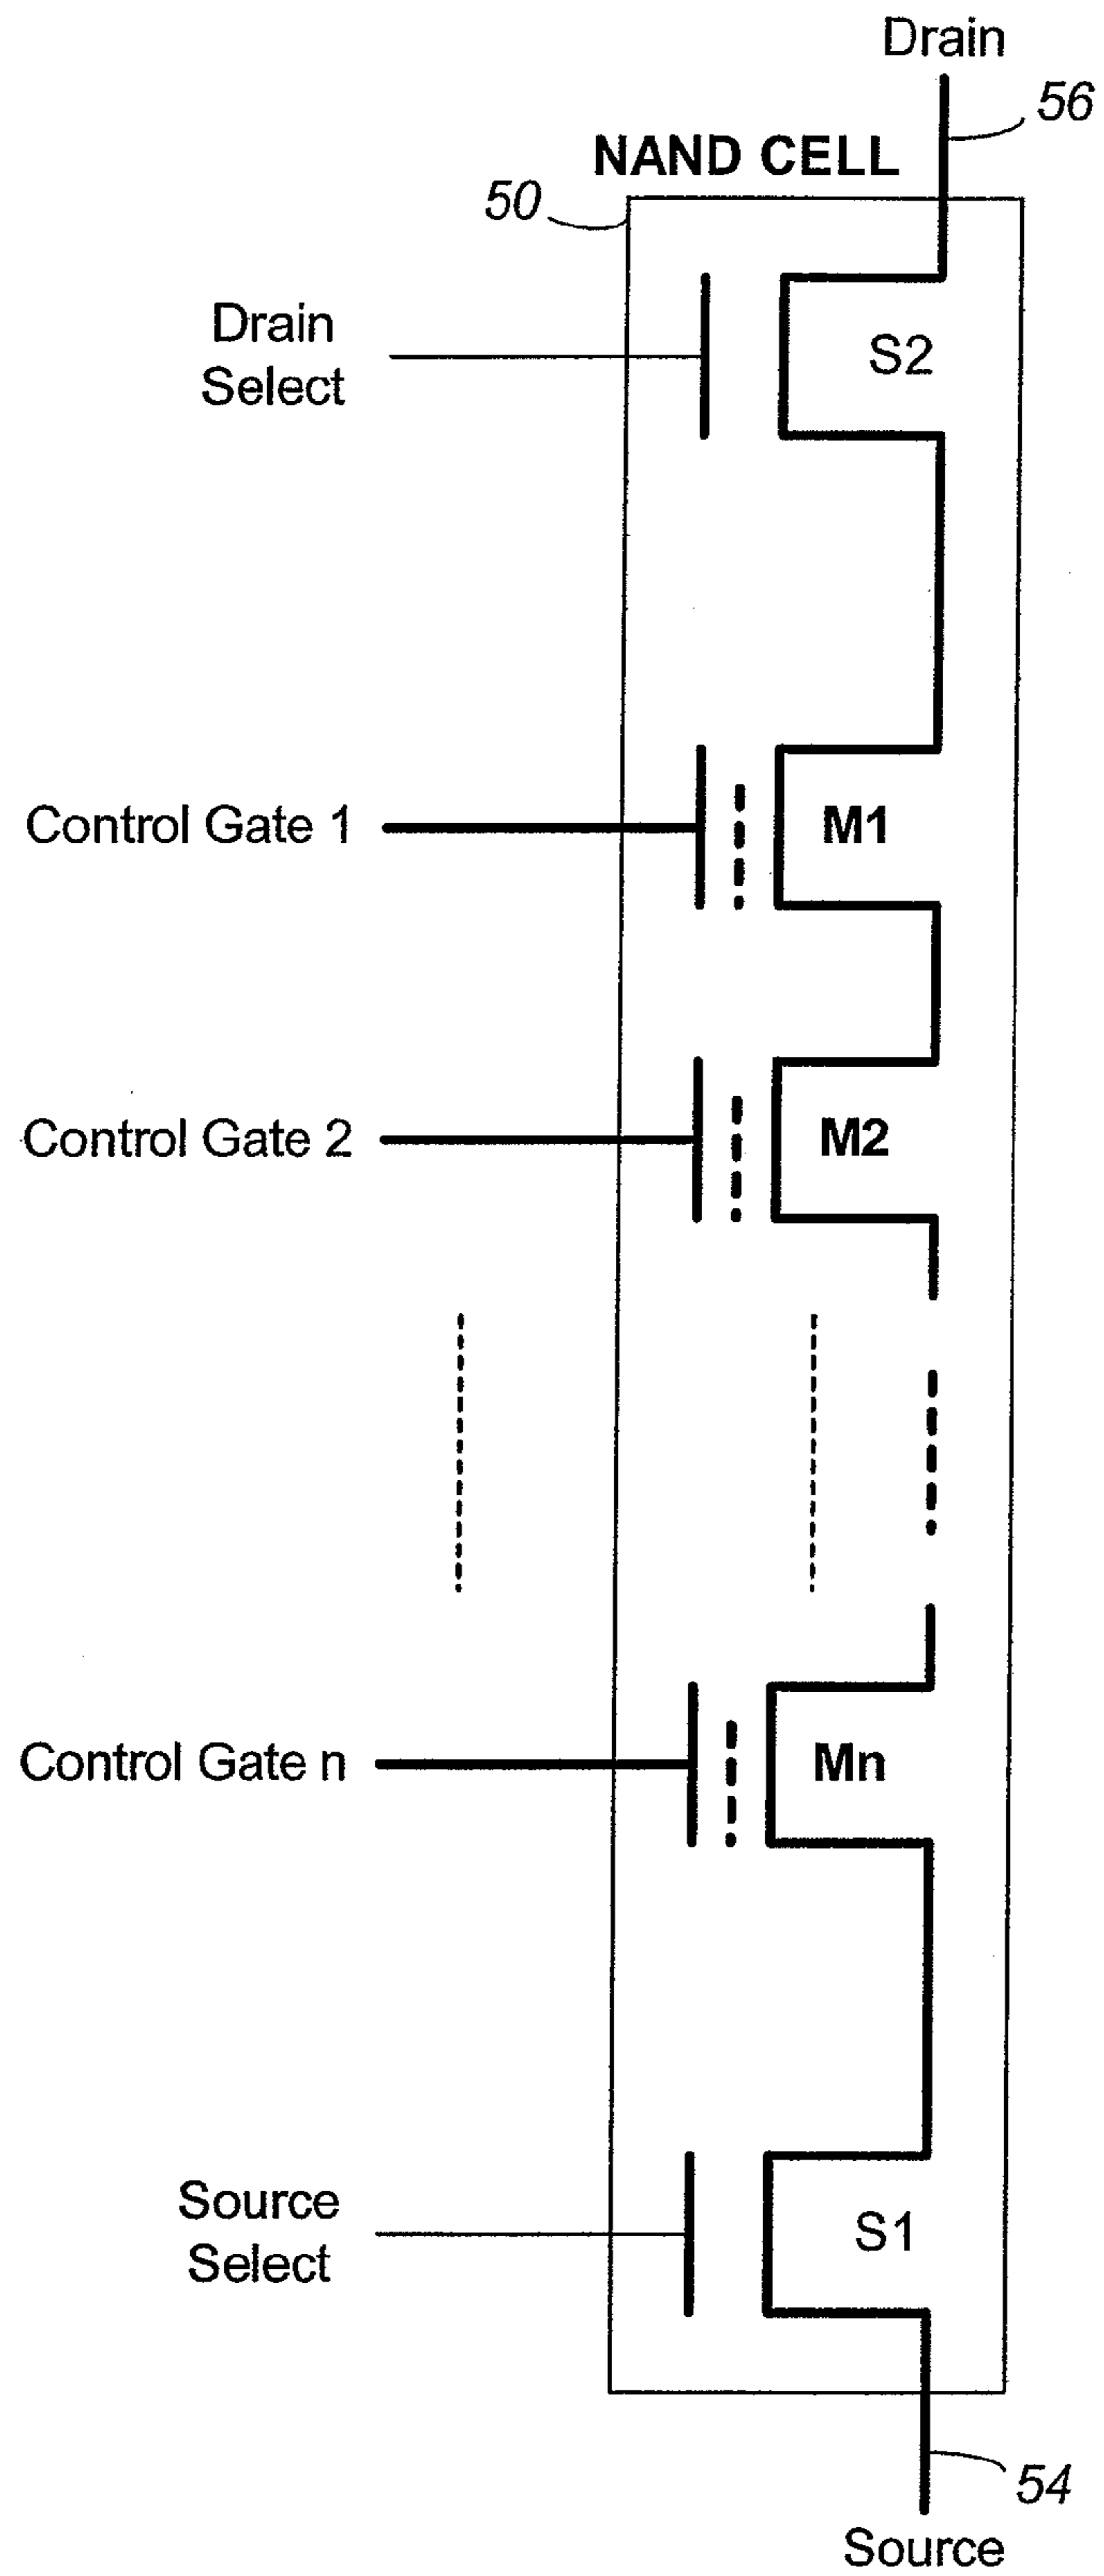 Drain
56
NAND CELL
50
Drain
Select
S2
Control Gate 1
M1
Control Gate 2
M2
Control Gate n
Mn
Source
Select
S1
54
Source